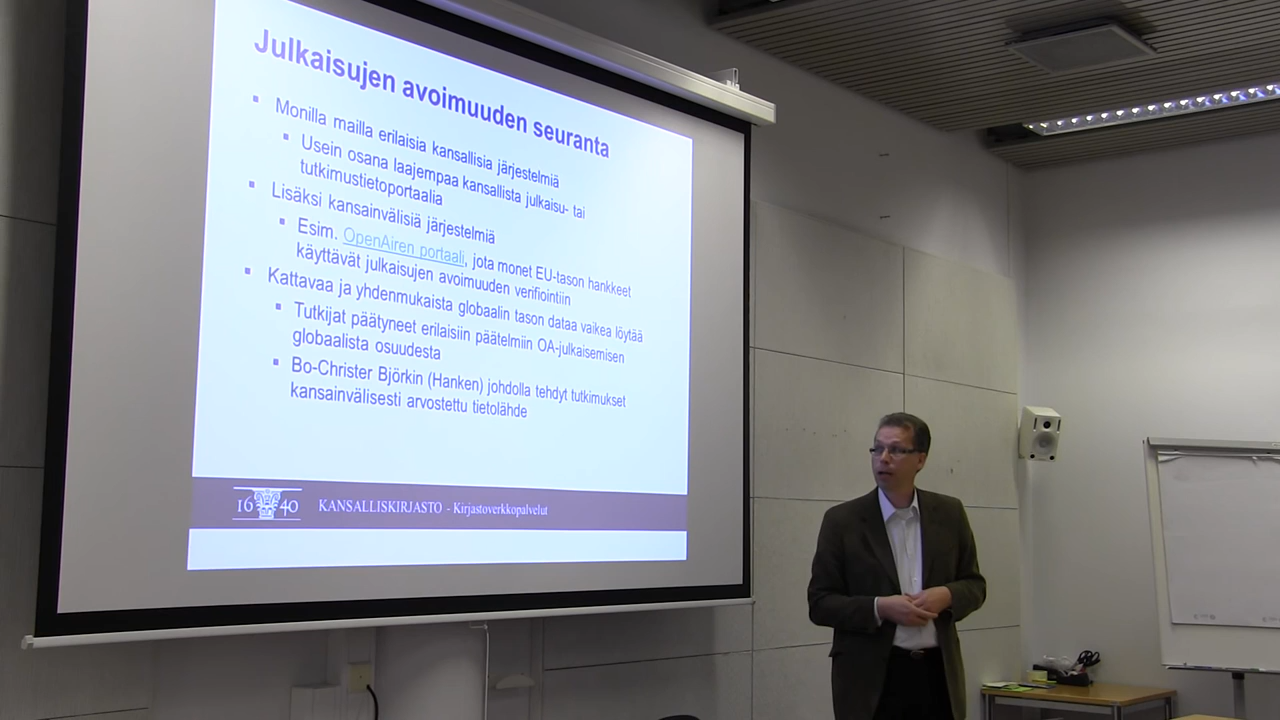 Julkaisujen avoimuuden seuranta
▪ Monilla mailla erilaisia kansallisia järjestelmiä
▪ Usein osana laajempaa kansallista julkaisu- tai
tutkimustietoportaalia
▪ Lisäksi kansainvälisiä järjestelmiä
▪ Esim. OpenAiren portaali, jota monet EU-tason hankkeet
käyttävät julkaisujen avoimuuden verifiointiin
▪ Kattavaa ja yhdenmukaista globaalin tason dataa vaikea löytää
▪ Tutkijat päätyneet erilaisiin päätelmiin OA-julkaisemisen
globaalista osuudesta
▪ Bo-Christer Björkin (Hanken) johdolla tehdyt tutkimukset
kansainvälisesti arvostettu tietolähde
1640 KANSALLISKIRJASTO - Kirjastoverkkopalvelut